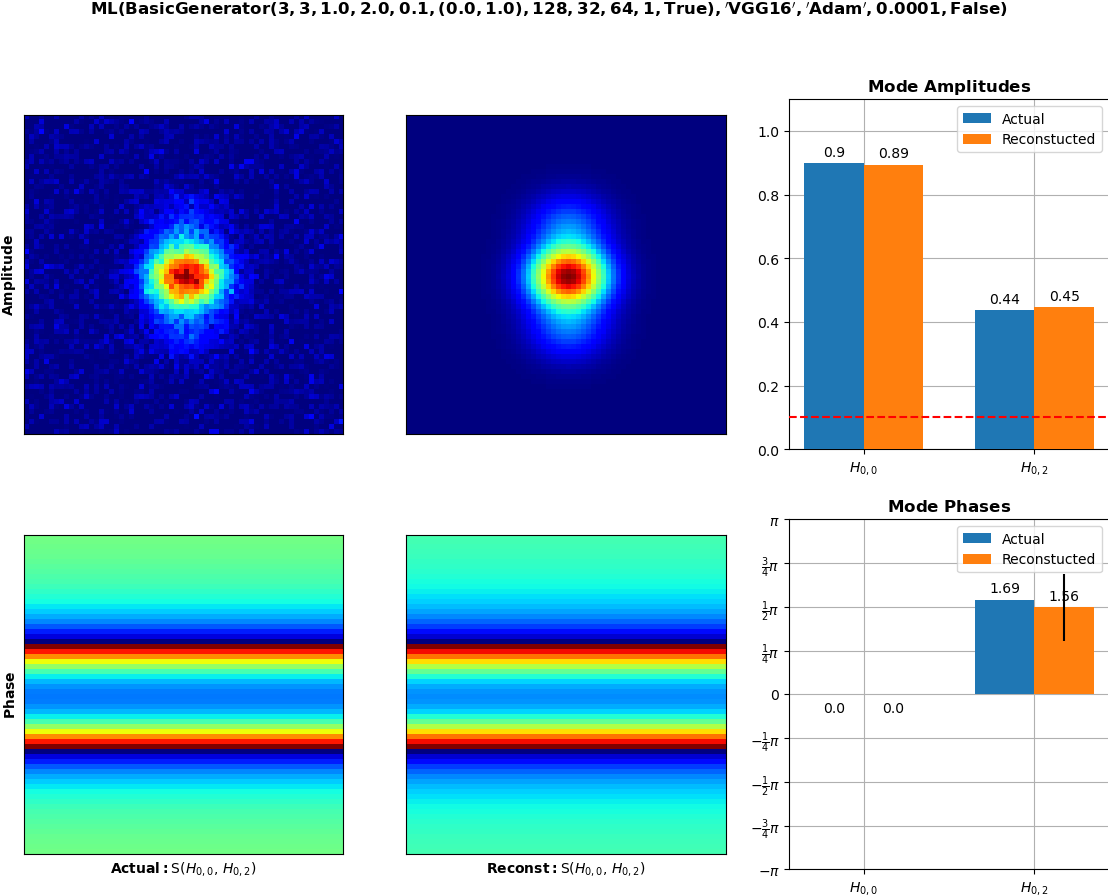 ML(BasicGenerator(3, 3, 1.0, 2.0, 0.1, (0.0, 1.0), 128, 32, 64, 1, True), ′VGG16′, ′Adam′, 0.0001, False)
Amplitude
Mode Amplitudes
Actual
Reconstucted
1.0
0.8
0.6
0.4
0.2
0.0
0.9
0.89
0.44
0.45
H₀,₀
H₀,₂
Phase
Actual: S(H₀,₀, H₀,₂)
Reconst: S(H₀,₀, H₀,₂)
Mode Phases
Actual
Reconstucted
π
¾π
½π
¼π
0
−¼π
−½π
−¾π
−π
0.0
0.0
1.69
1.56
H₀,₀
H₀,₂